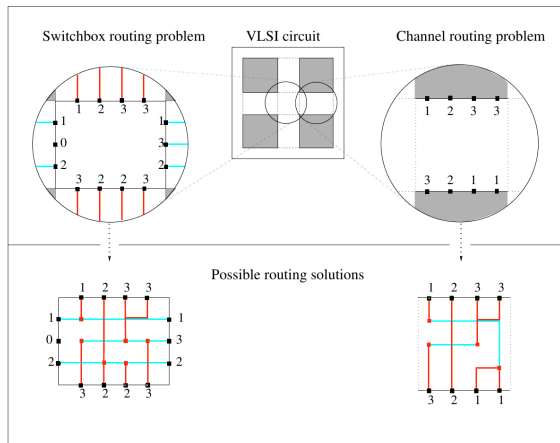 Switchbox routing problem
VLSI circuit
Channel routing problem
1 2 3 3
1 1
0 3
2 2
3 2 2 3
1 2 3 3
3 2 1 1
Possible routing solutions
1 2 3 3
1 1
0 3
2 2
3 2 2 3
1 2 3 3
3 2 1 1